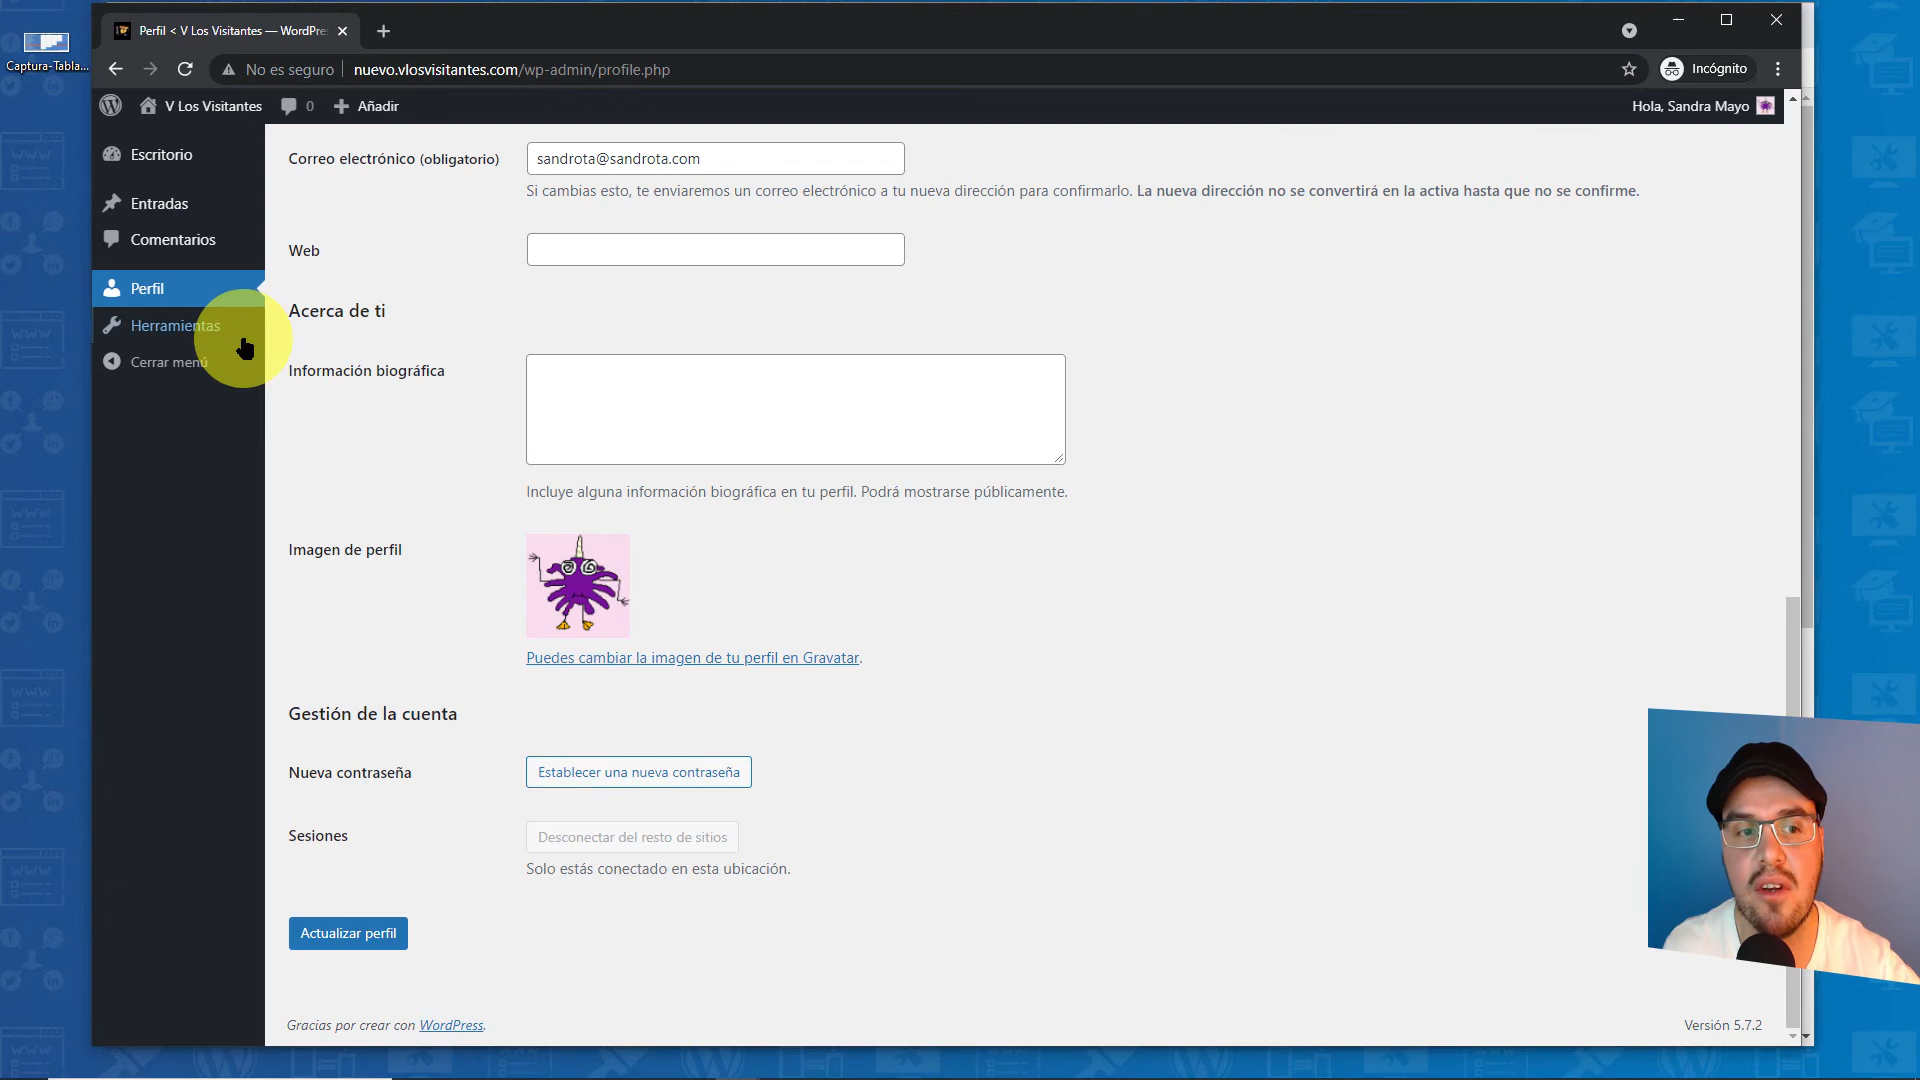 Captura-Tabla...
Perfil < V Los Visitantes — WordPre
No es seguro
nuevo.vlosvisitantes.com/wp-admin/profile.php
Incógnito
V Los Visitantes
0
Añadir
Hola, Sandra Mayo
Escritorio
Entradas
Comentarios
Perfil
Herramientas
Cerrar menú
Correo electrónico (obligatorio)
sandrota@sandrota.com
Si cambias esto, te enviaremos un correo electrónico a tu nueva dirección para confirmarlo. La nueva dirección no se convertirá en la activa hasta que no se confirme.
Web
Acerca de ti
Información biográfica
Incluye alguna información biográfica en tu perfil. Podrá mostrarse públicamente.
Imagen de perfil
Puedes cambiar la imagen de tu perfil en Gravatar.
Gestión de la cuenta
Nueva contraseña
Establecer una nueva contraseña
Sesiones
Desconectar del resto de sitios
Solo estás conectado en esta ubicación.
Actualizar perfil
Gracias por crear con WordPress.
Versión 5.7.2
WWW
WWW
WWW
WWW
WWW
WWW